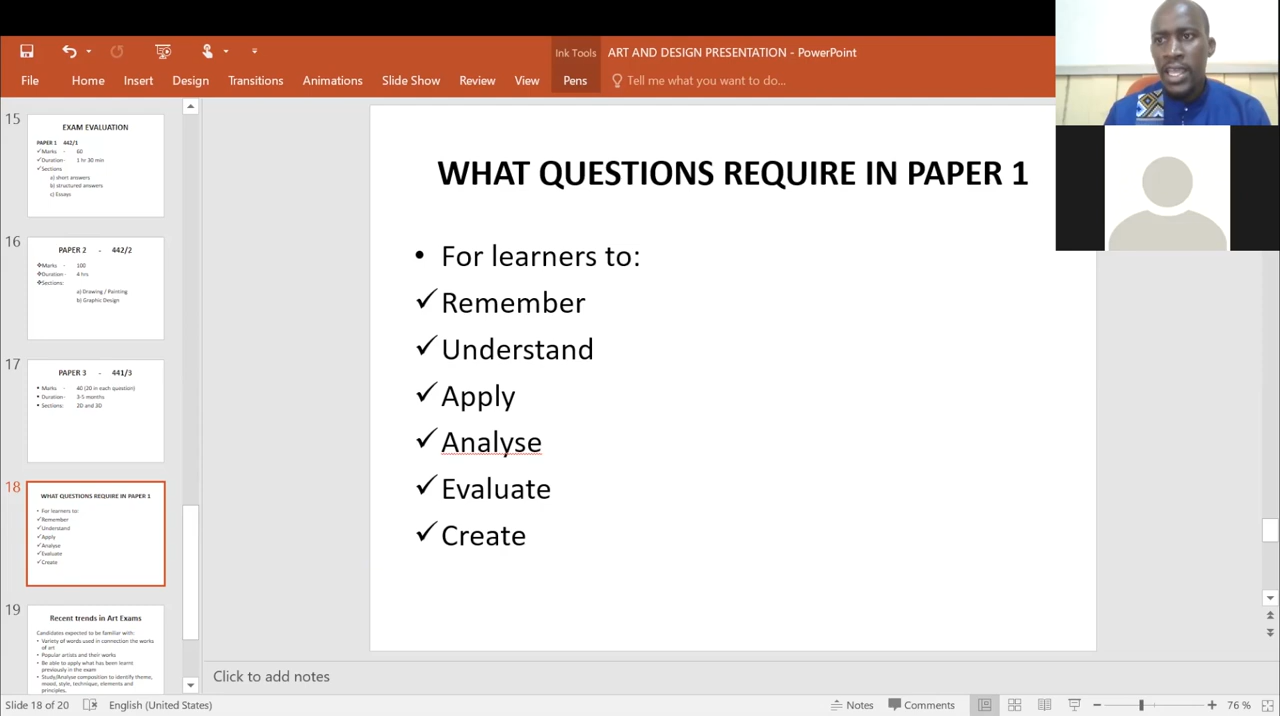 Ink Tools
ART AND DESIGN PRESENTATION - PowerPoint
File Home Insert Design Transitions Animations Slide Show Review View Pens Tell me what you want to do...
15
EXAM EVALUATION
PAPER 1 442/1
✓Marks - 60
✓Duration - 1 hr 30 min
✓Sections
a) short answers
b) structured answers
c) Essays
16
PAPER 2 - 442/2
❖Marks - 100
❖Duration - 4 hrs
❖Sections:
a) Drawing / Painting
b) Graphic Design
17
PAPER 3 - 441/3
• Marks - 40 (20 in each question)
• Duration - 3-5 months
• Sections: 2D and 3D
18
WHAT QUESTIONS REQUIRE IN PAPER 1
• For learners to:
✓Remember
✓Understand
✓Apply
✓Analyse
✓Evaluate
✓Create
19
Recent trends in Art Exams
Candidates expected to be familiar with:
• Variety of words used in connection the works
of art
• Popular artists and their works
• Be able to apply what has been learnt
previously in the exam
• Study/Analyse composition to identify theme,
mood, style, technique, elements and
principles.
WHAT QUESTIONS REQUIRE IN PAPER 1
• For learners to:
✓ Remember
✓ Understand
✓ Apply
✓ Analyse
✓ Evaluate
✓ Create
Click to add notes
Slide 18 of 20 English (United States) Notes Comments 76 %